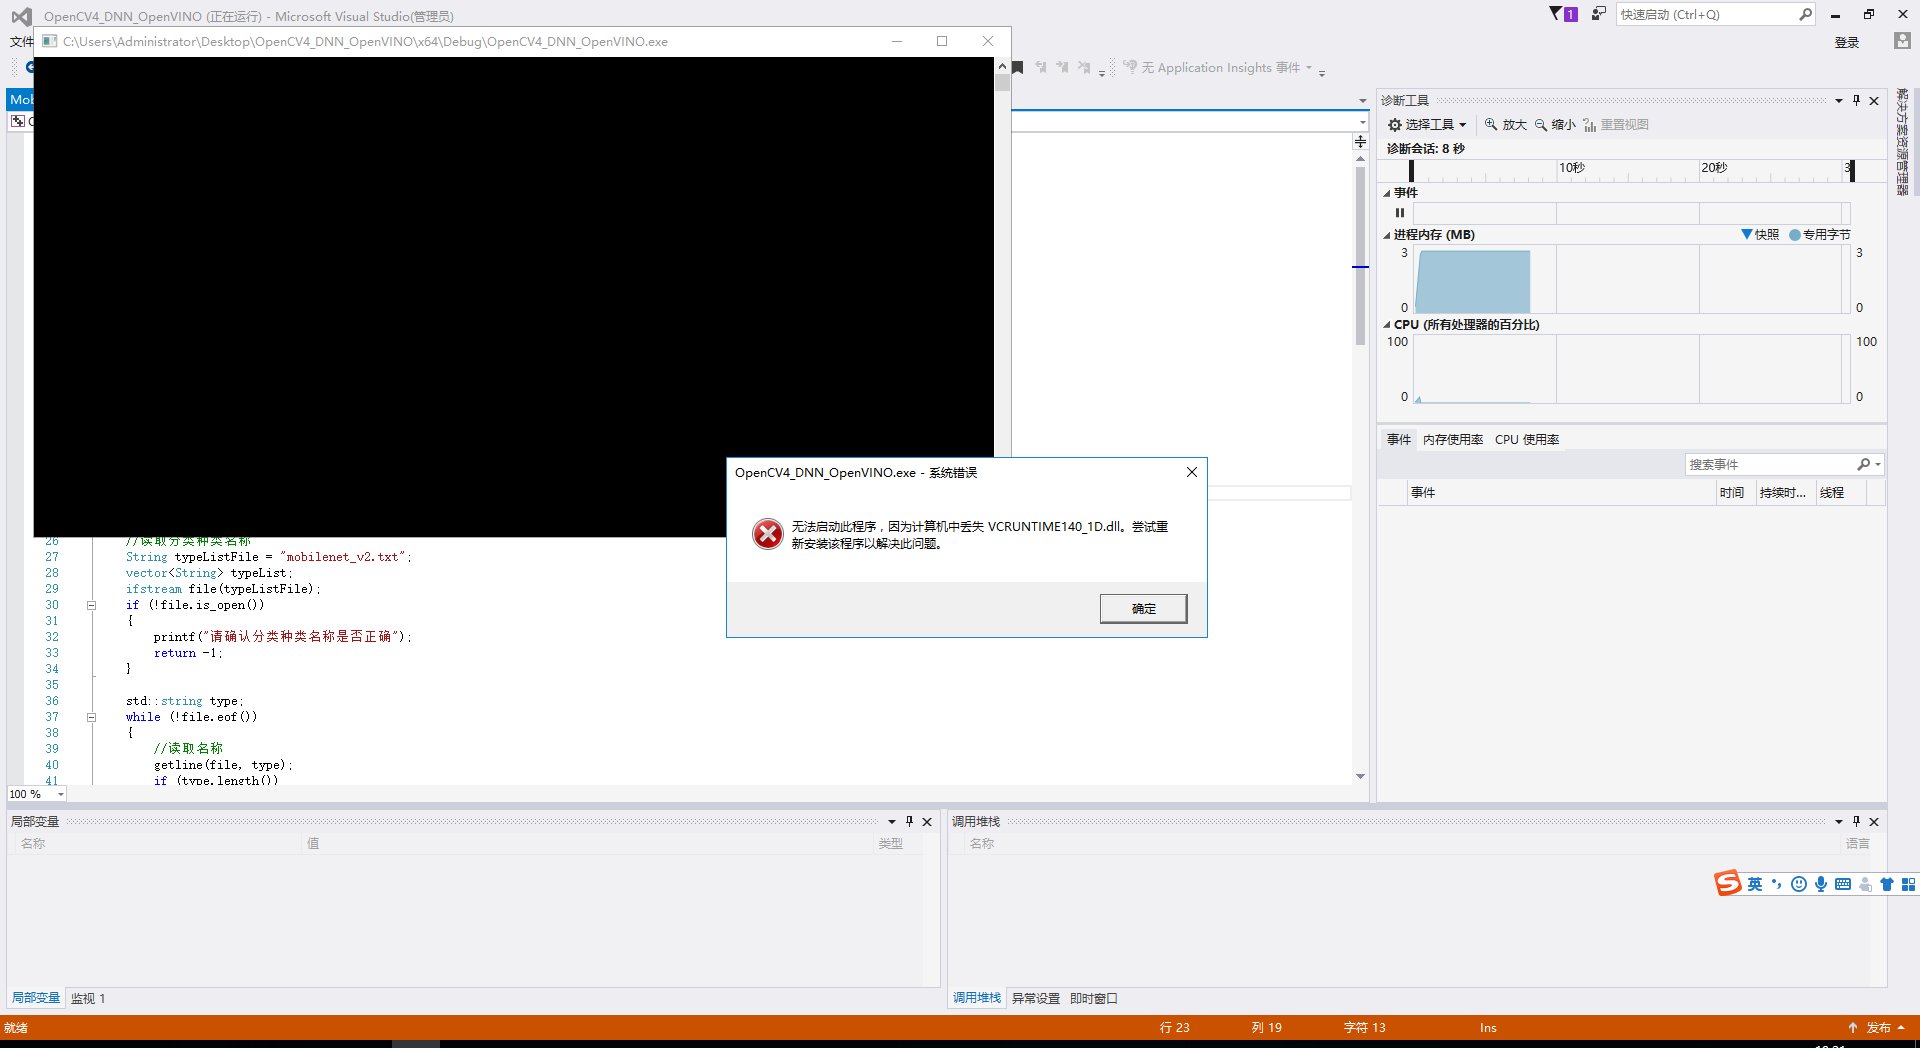 OpenCV4_DNN_OpenVINO (正在运行) - Microsoft Visual Studio(管理员)
1
快速启动 (Ctrl+Q)
文件
C:\Users\Administrator\Desktop\OpenCV4_DNN_OpenVINO\x64\Debug\OpenCV4_DNN_OpenVINO.exe
登录
无 Application Insights 事件
Mob
诊断工具
选择工具 放大 缩小 重置视图
诊断会话: 8 秒
10秒 20秒 3
事件
进程内存 (MB) 快照 专用字节
3 3
0 0
CPU (所有处理器的百分比)
100 100
0 0
事件 内存使用率 CPU 使用率
搜索事件
事件 时间 持续时... 线程
解决方案资源管理器
OpenCV4_DNN_OpenVINO.exe - 系统错误
无法启动此程序，因为计算机中丢失 VCRUNTIME140_1D.dll。尝试重
新安装该程序以解决此问题。
确定
26 //读取分类种类名称
27 String typeListFile = "mobilenet_v2.txt";
28 vector<String> typeList;
29 ifstream file(typeListFile);
30 if (!file.is_open())
31 {
32 printf("请确认分类种类名称是否正确");
33 return -1;
34 }
35
36 std::string type;
37 while (!file.eof())
38 {
39 //读取名称
40 getline(file, type);
41 if (type.length())
100 %
局部变量
名称 值 类型
局部变量 监视 1
调用堆栈
名称 语言
调用堆栈 异常设置 即时窗口
S 英
就绪 行 23 列 19 字符 13 Ins 发布